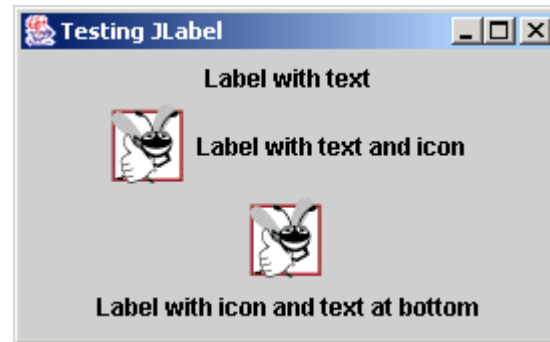 Testing JLabel
Label with text
Label with text and icon
Label with icon and text at bottom